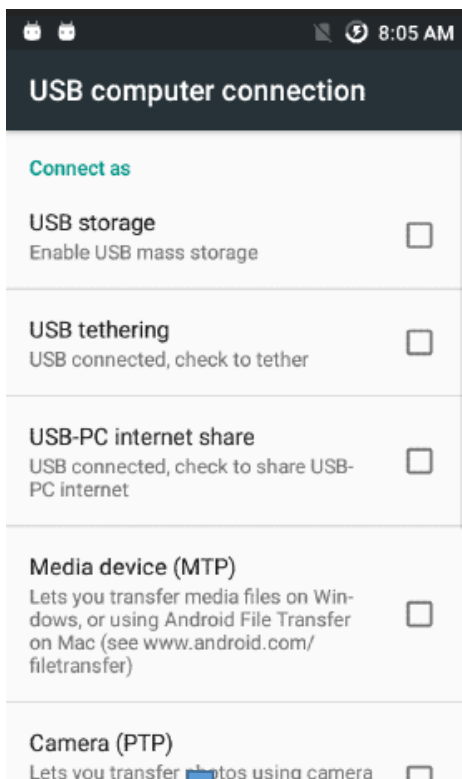 8:05 AM
USB computer connection
Connect as
USB storage
Enable USB mass storage
USB tethering
USB connected, check to tether
USB-PC internet share
USB connected, check to share USB-
PC internet
Media device (MTP)
Lets you transfer media files on Win-
dows, or using Android File Transfer
on Mac (see www.android.com/
filetransfer)
Camera (PTP)
Lets you transfer photos using camera